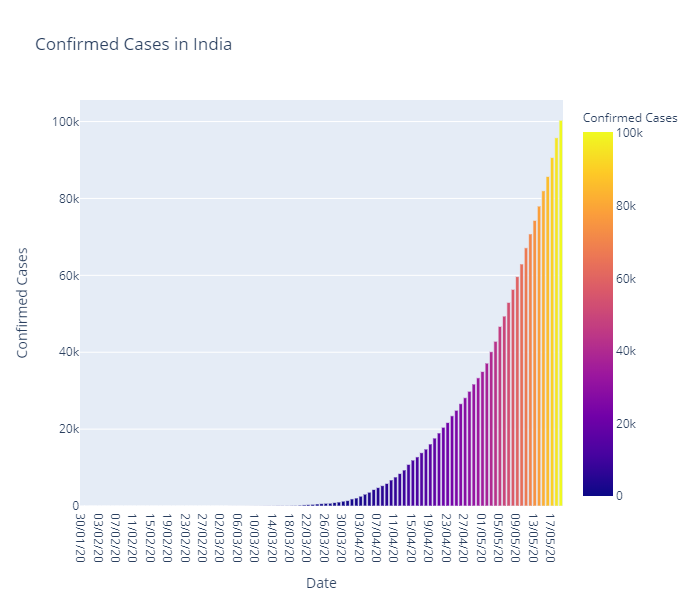 Confirmed Cases in India
Confirmed Cases
100k
80k
60k
40k
20k
0
Confirmed Cases
100k
80k
60k
40k
20k
0
30/01/20
03/02/20
07/02/20
11/02/20
15/02/20
19/02/20
23/02/20
27/02/20
02/03/20
06/03/20
10/03/20
14/03/20
18/03/20
22/03/20
26/03/20
30/03/20
03/04/20
07/04/20
11/04/20
15/04/20
19/04/20
23/04/20
27/04/20
01/05/20
05/05/20
09/05/20
13/05/20
17/05/20
Date